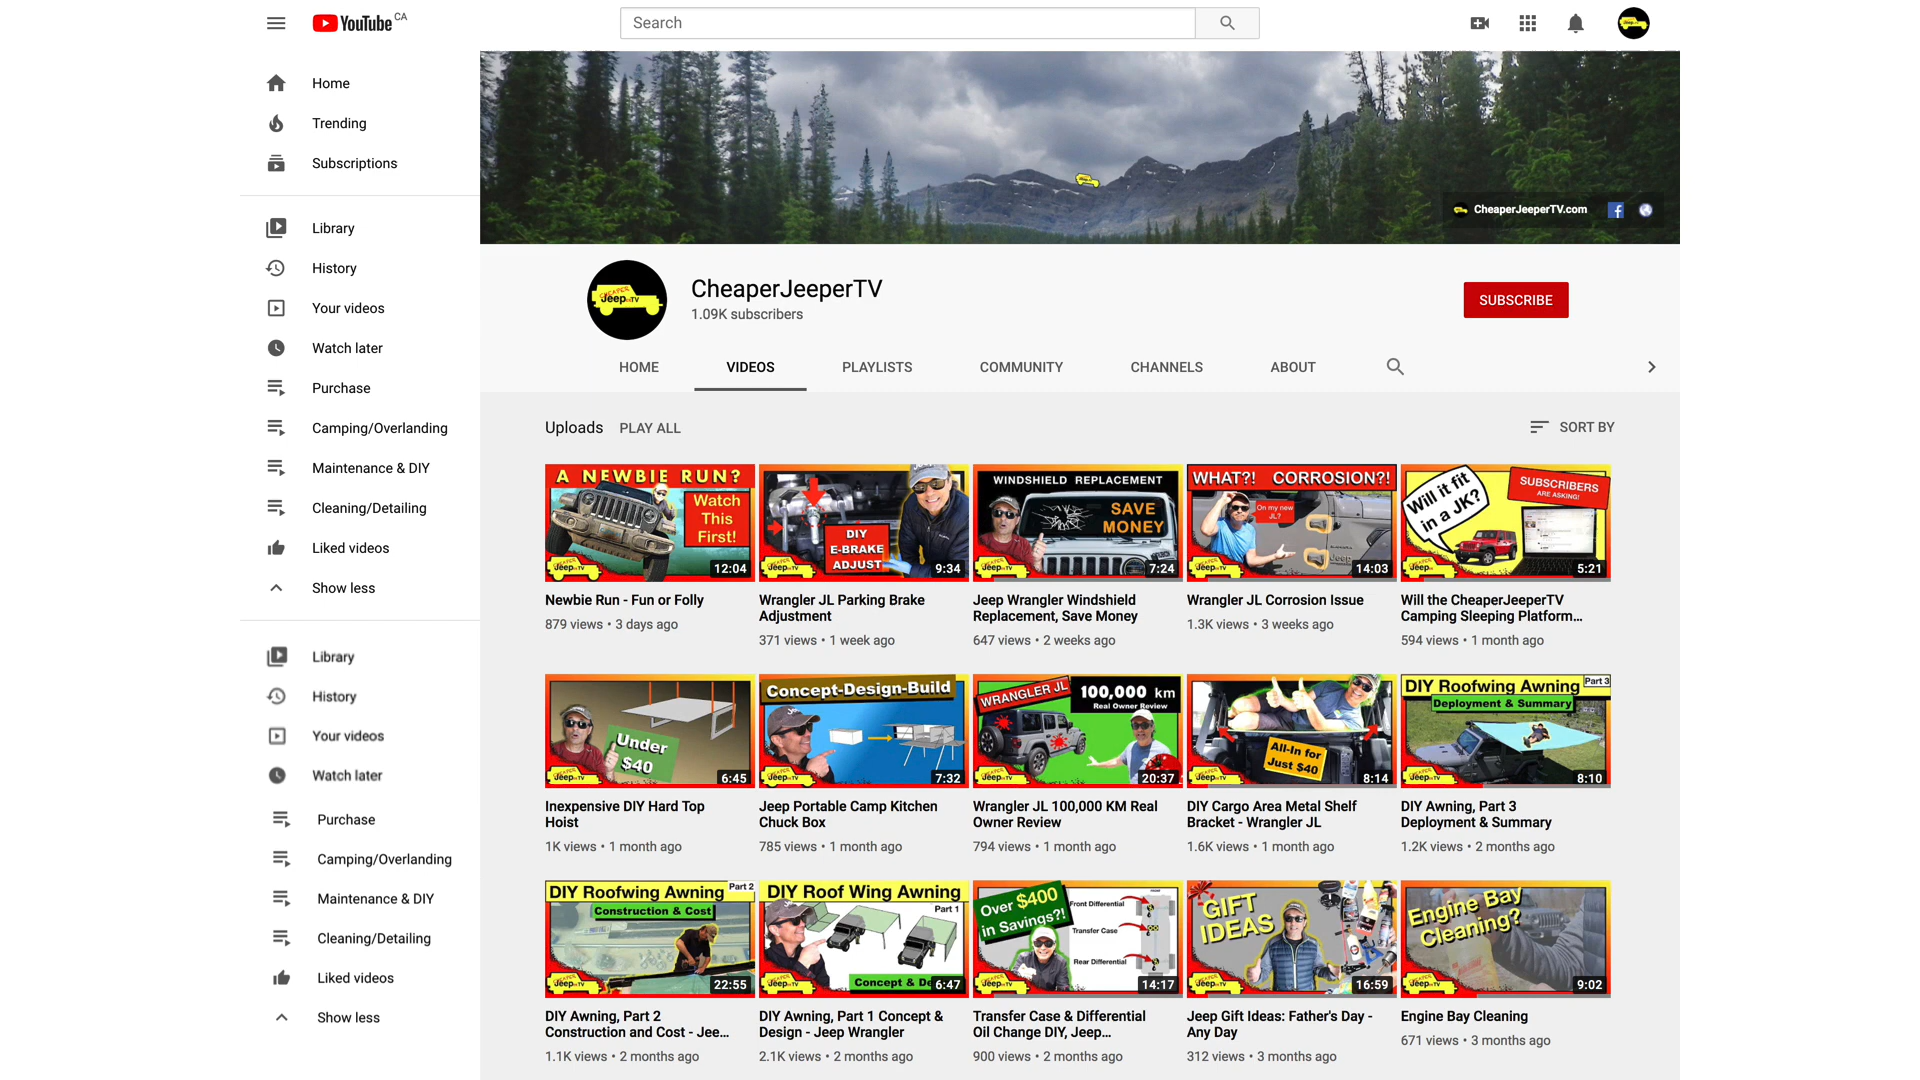 YouTube CA
Search
Home
Trending
Subscriptions
Library
History
Your videos
Watch later
Purchase
Camping/Overlanding
Maintenance & DIY
Cleaning/Detailing
Liked videos
Show less
Library
History
Your videos
Watch later
Purchase
Camping/Overlanding
Maintenance & DIY
Cleaning/Detailing
Liked videos
Show less
CheaperJeeperTV.com
CheaperJeeperTV
1.09K subscribers
SUBSCRIBE
HOME VIDEOS PLAYLISTS COMMUNITY CHANNELS ABOUT
Uploads PLAY ALL
SORT BY
A NEWBIE RUN?
Watch
This
First!
12:04
Newbie Run - Fun or Folly
879 views • 3 days ago
DIY
E-BRAKE
ADJUST
9:34
Wrangler JL Parking Brake
Adjustment
371 views • 1 week ago
WINDSHIELD REPLACEMENT
SAVE
MONEY
7:24
Jeep Wrangler Windshield
Replacement, Save Money
647 views • 2 weeks ago
WHAT?! CORROSION?!
On my new
JL?
14:03
Wrangler JL Corrosion Issue
1.3K views • 3 weeks ago
Will it fit
in a JK?
SUBSCRIBERS
ARE ASKING!
5:21
Will the CheaperJeeperTV
Camping Sleeping Platform...
594 views • 1 month ago
Under
$40
6:45
Inexpensive DIY Hard Top
Hoist
1K views • 1 month ago
Concept-Design-Build
7:32
Jeep Portable Camp Kitchen
Chuck Box
785 views • 1 month ago
WRANGLER JL
100,000 km
Real Owner Review
20:37
Wrangler JL 100,000 KM Real
Owner Review
794 views • 1 month ago
All-In for
Just $40
8:14
DIY Cargo Area Metal Shelf
Bracket - Wrangler JL
1.6K views • 1 month ago
DIY Roofwing Awning Part 3
Deployment & Summary
8:10
DIY Awning, Part 3
Deployment & Summary
1.2K views • 2 months ago
DIY Roofwing Awning Part 2
Construction & Cost
22:55
DIY Awning, Part 2
Construction and Cost - Jee...
1.1K views • 2 months ago
DIY Roof Wing Awning
Part 1
Concept & De
6:47
DIY Awning, Part 1 Concept &
Design - Jeep Wrangler
2.1K views • 2 months ago
Over $400
in Savings?!
Front Differential
Transfer Case
Rear Differential
14:17
Transfer Case & Differential
Oil Change DIY, Jeep...
900 views • 2 months ago
GIFT
IDEAS
16:59
Jeep Gift Ideas: Father's Day -
Any Day
312 views • 3 months ago
Engine Bay
Cleaning?
9:02
Engine Bay Cleaning
671 views • 3 months ago